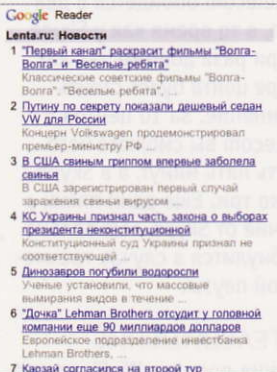 Google Reader
Lenta.ru: Новости
1 "Первый канал" раскрасит фильмы "Волга-
Волга" и "Веселые ребята"
Классические советские фильмы "Волга-
Волга", "Веселые ребята", ...
2 Путину по секрету показали дешевый седан
VW для России
Концерн Volkswagen продемонстрировал
премьер-министру РФ ...
3 В США свиным гриппом впервые заболела
свинья
В США зарегистрирован первый случай
заражения свиньи вирусом ...
4 КС Украины признал часть закона о выборах
президента неконституционной
Конституционный суд Украины признал не
соответствующей ...
5 Динозавров погубили водоросли
Ученые установили, что массовые
вымирания видов в течение ...
6 "Дочка" Lehman Brothers отсудит у головной
компании еще 90 миллиардов долларов
Европейское подразделение инвестбанка
Lehman Brothers, ...
7 Карзай согласился на второй тур